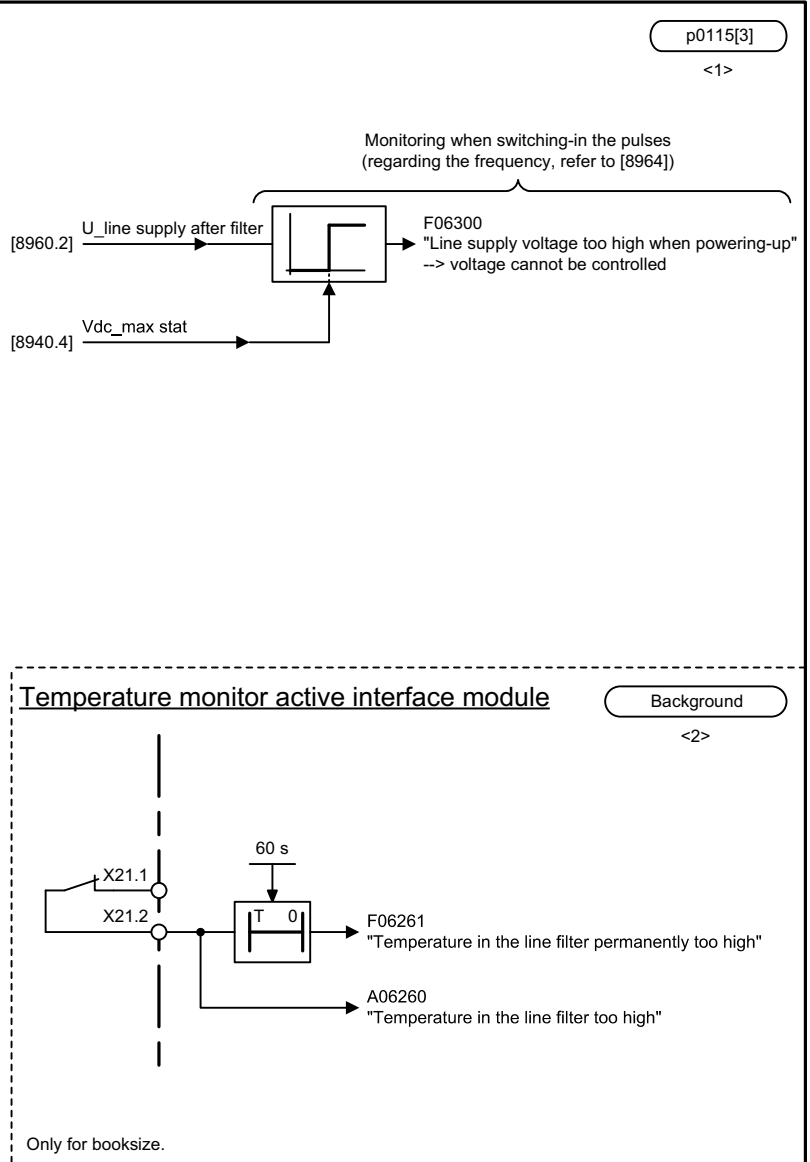 p0115[3]
<1>
Monitoring when switching-in the pulses
(regarding the frequency, refer to [8964])
[8960.2] U_line supply after filter
F06300
"Line supply voltage too high when powering-up"
--> voltage cannot be controlled
[8940.4] Vdc_max stat
Temperature monitor active interface module
Background
<2>
60 s
X21.1
X21.2
T 0
F06261
"Temperature in the line filter permanently too high"
A06260
"Temperature in the line filter too high"
Only for booksize.